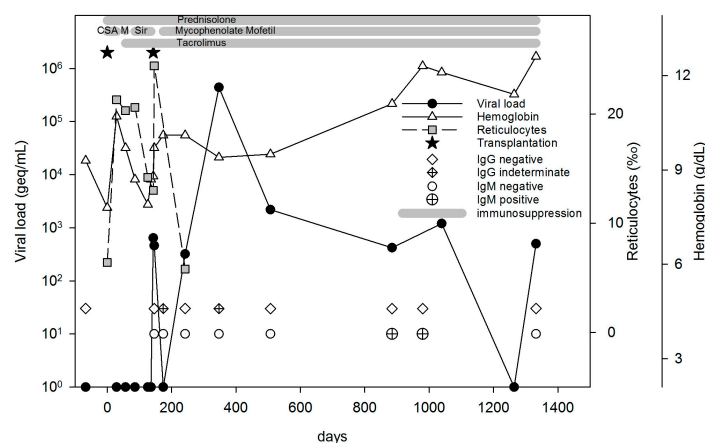 Prednisolone
CSA M Sir Mycophenolate Mofetil
Tacrolimus
10⁶
10⁵
10⁴
10³
10²
10¹
10⁰
Viral load (geq/mL)
Viral load
Hemoglobin
Reticulocytes
Transplantation
IgG negative
IgG indeterminate
IgM negative
IgM positive
immunosuppression
20
10
0
Reticulocytes (‰)
12
9
6
3
Hemoglobin (g/dL)
0 200 400 600 800 1000 1200 1400
days